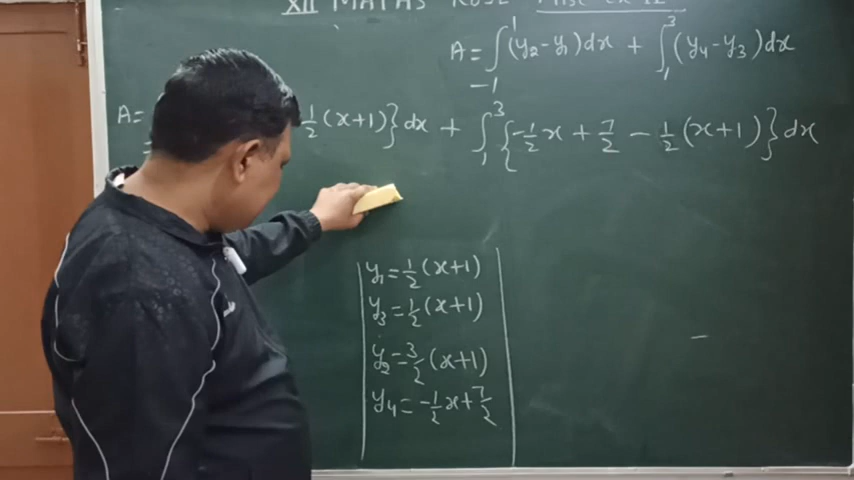 XII MATHS
A = ∫₋₁¹ (y₂ - y₁) dx + ∫₁³ (y₄ - y₃) dx
A = ½ (x+1)} dx + ∫₁³ {-½ x + 7/2 - ½ (x+1)} dx
y₁ = ½ (x+1)
y₃ = ½ (x+1)
y₂ = 3/2 (x+1)
y₄ = -½ x + 7/2